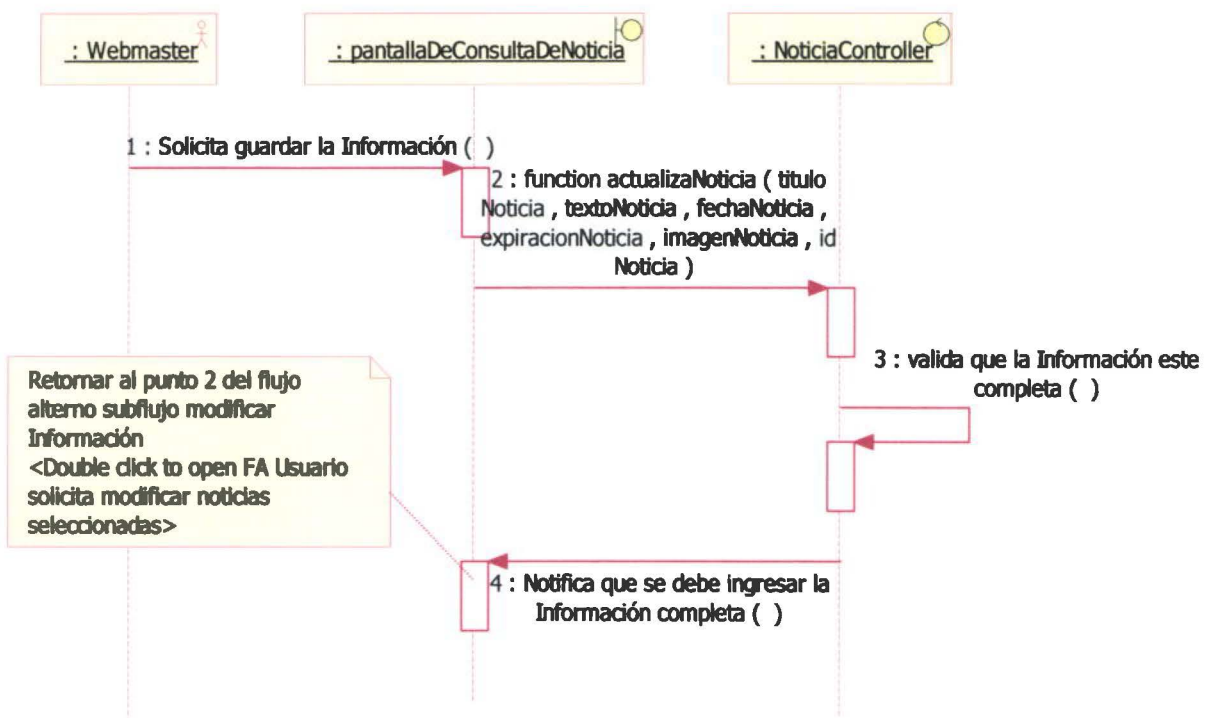 : Webmaster
: pantallaDeConsultaDeNoticia
: NoticiaController
1 : Solicita guardar la Información ( )
2 : function actualizaNoticia ( titulo
Noticia , textoNoticia , fechaNoticia ,
expiracionNoticia , imagenNoticia , id
Noticia )
3 : valida que la Información este
completa ( )
Retornar al punto 2 del flujo
alterno subflujo modificar
Información
<Double click to open FA Usuario
solicita modificar noticias
seleccionadas>
4 : Notifica que se debe ingresar la
Información completa ( )